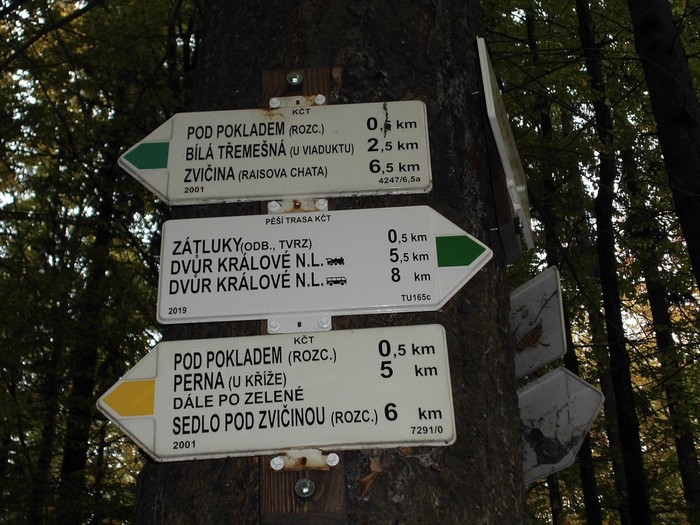 KČT
POD POKLADEM (ROZC.) 0,5 km
BÍLÁ TŘEMEŠNÁ (U VIADUKTU) 2,5 km
ZVIČINA (RAISOVA CHATA) 6,5 km
2001 4247/6,5a
PĚŠÍ TRASA KČT
ZÁTLUKY (ODB., TVRZ) 0,5 km
DVŮR KRÁLOVÉ N.L. 5,5 km
DVŮR KRÁLOVÉ N.L. 8 km
2019 TU165c
KČT
POD POKLADEM (ROZC.) 0,5 km
PERNA (U KŘÍŽE) 5 km
DÁLE PO ZELENÉ
SEDLO POD ZVIČINOU (ROZC.) 6 km
2001 7291/0